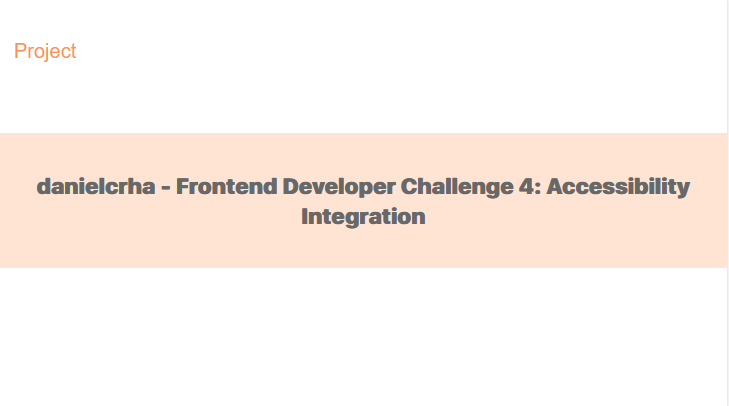 Project
danielcrha - Frontend Developer Challenge 4: Accessibility
Integration